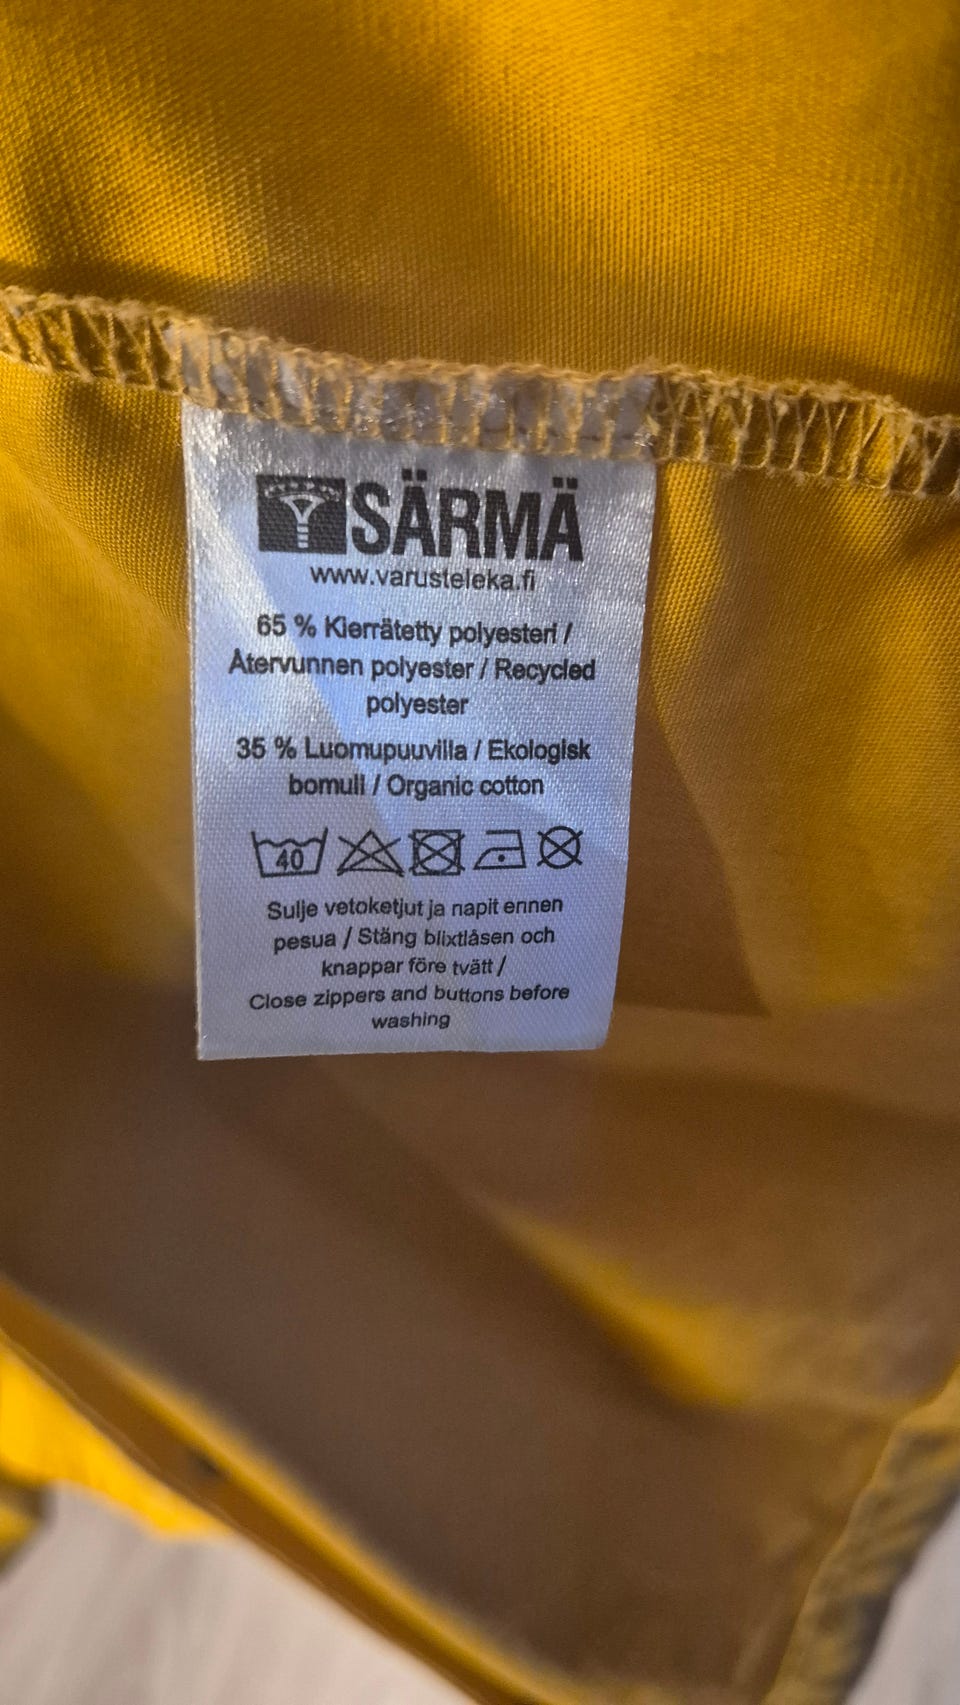 SÄRMÄ
www.varusteleka.fi
65 % Kierrätetty polyesteri /
Återvunnen polyester / Recycled
polyester
35 % Luomupuuvilla / Ekologisk
bomull / Organic cotton
40
Sulje vetoketjut ja napit ennen
pesua / Stäng blixtlåsen och
knappar före tvätt /
Close zippers and buttons before
washing